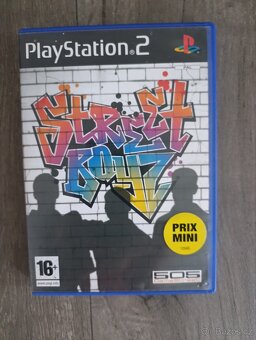 PlayStation®2
STREET
BOYZ
PRIX
MINI
16+
505